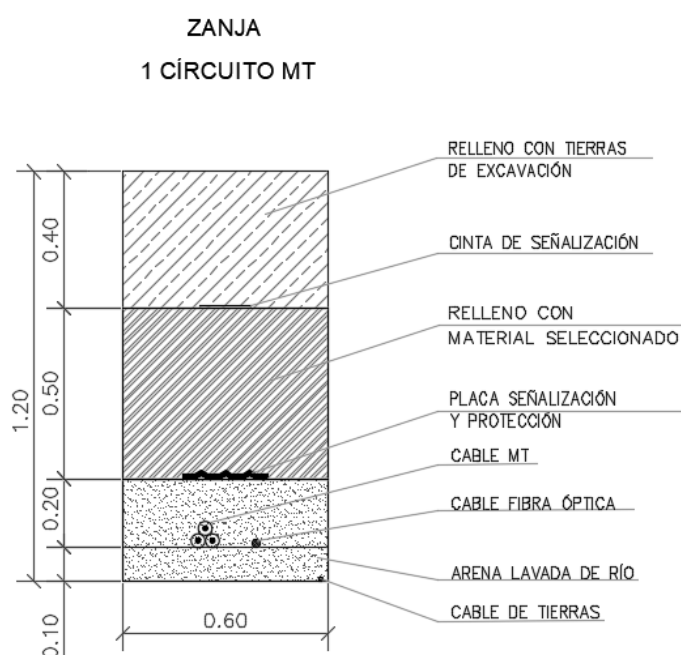 ZANJA
1 CÍRCUITO MT
RELLENO CON TIERRAS
DE EXCAVACIÓN
0.40
CINTA DE SEÑALIZACIÓN
RELLENO CON
MATERIAL SELECCIONADO
1.20
0.50
PLACA SEÑALIZACIÓN
Y PROTECCIÓN
CABLE MT
0.20
CABLE FIBRA ÓPTICA
ARENA LAVADA DE RÍO
CABLE DE TIERRAS
0.60
0.10